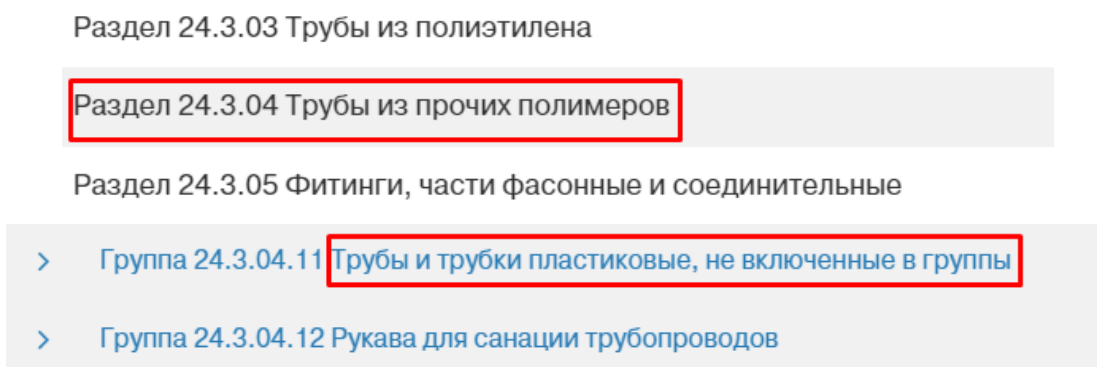 Раздел 24.3.03 Трубы из полиэтилена
Раздел 24.3.04 Трубы из прочих полимеров
Раздел 24.3.05 Фитинги, части фасонные и соединительные
> Группа 24.3.04.11 Трубы и трубки пластиковые, не включенные в группы
> Группа 24.3.04.12 Рукава для санации трубопроводов